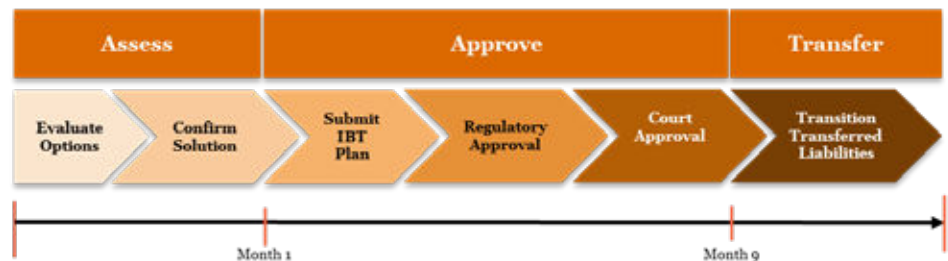 Assess
Approve
Transfer
Evaluate
Options
Confirm
Solution
Submit
IBT
Plan
Regulatory
Approval
Court
Approval
Transition
Transferred
Liabilities
Month 1
Month 9